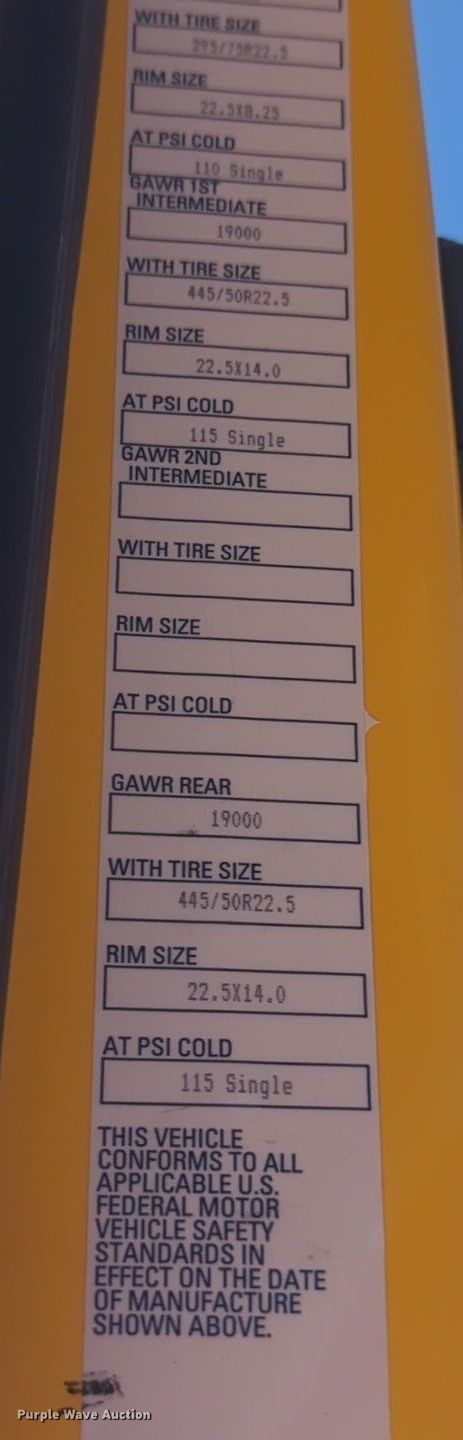 WITH TIRE SIZE
295/75R22.5
RIM SIZE
22.5X8.25
AT PSI COLD
110 Single
GAWR 1ST
INTERMEDIATE
19000
WITH TIRE SIZE
445/50R22.5
RIM SIZE
22.5X14.0
AT PSI COLD
115 Single
GAWR 2ND
INTERMEDIATE
WITH TIRE SIZE
RIM SIZE
AT PSI COLD
GAWR REAR
19000
WITH TIRE SIZE
445/50R22.5
RIM SIZE
22.5X14.0
AT PSI COLD
115 Single
THIS VEHICLE
CONFORMS TO ALL
APPLICABLE U.S.
FEDERAL MOTOR
VEHICLE SAFETY
STANDARDS IN
EFFECT ON THE DATE
OF MANUFACTURE
SHOWN ABOVE.
Purple Wave Auction